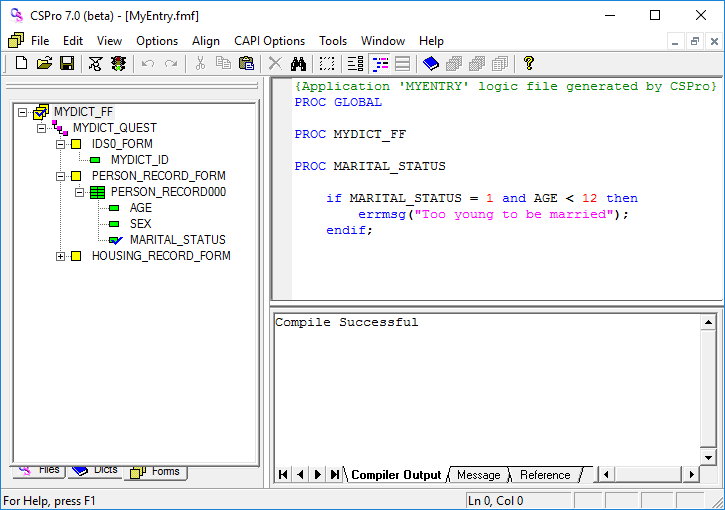 CSPro 7.0 (beta) - [MyEntry.fmf]
File Edit View Options Align CAPI Options Tools Window Help
MYDICT_FF
MYDICT_QUEST
IDS0_FORM
MYDICT_ID
PERSON_RECORD_FORM
PERSON_RECORD000
AGE
SEX
MARITAL_STATUS
HOUSING_RECORD_FORM
Files Dicts Forms
{Application 'MYENTRY' logic file generated by CSPro}
PROC GLOBAL
PROC MYDICT_FF
PROC MARITAL_STATUS
if MARITAL_STATUS = 1 and AGE < 12 then
errmsg("Too young to be married");
endif;
Compile Successful
Compiler Output Message Reference
For Help, press F1
Ln 0, Col 0